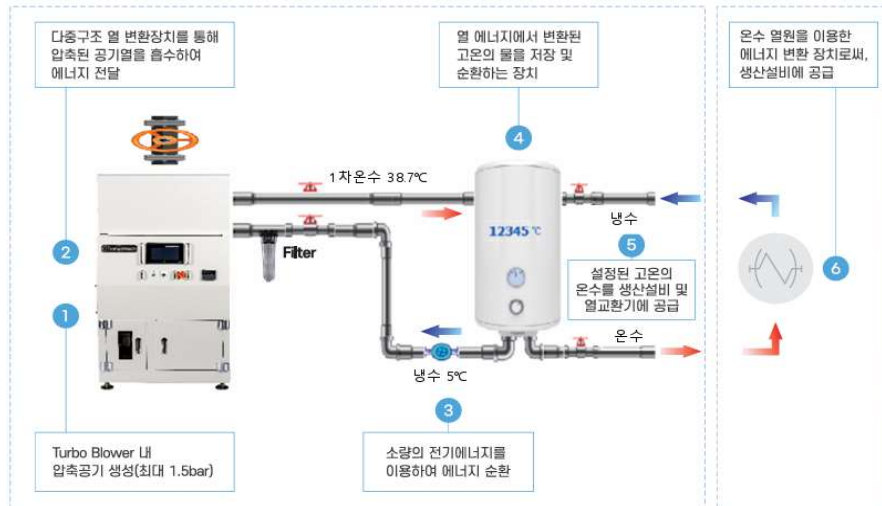 다중구조 열 변환장치를 통해
압축된 공기열을 흡수하여
에너지 전달
열 에너지에서 변환된
고온의 물을 저장 및
순환하는 장치
온수 열원을 이용한
에너지 변환 장치로써,
생산설비에 공급
4
1차온수 38.7℃
냉수
Filter
12345 ℃
2
5
6
설정된 고온의
온수를 생산설비 및
열교환기에 공급
1
온수
냉수 5℃
3
Turbo Blower 내
압축공기 생성(최대 1.5bar)
소량의 전기에너지를
이용하여 에너지 순환